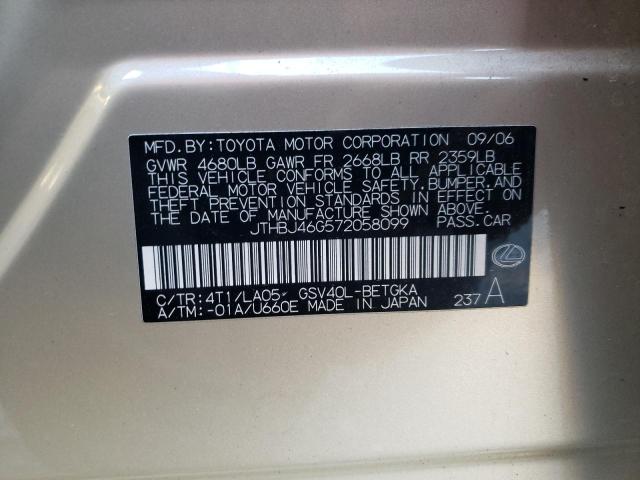 MFD.BY:TOYOTA MOTOR CORPORATION 09/06
GVWR 4680LB GAWR FR 2668LB RR 2359LB
THIS VEHICLE CONFORMS TO ALL APPLICABLE
FEDERAL MOTOR VEHICLE SAFETY,BUMPER,AND
THEFT PREVENTION STANDARDS IN EFFECT ON
THE DATE OF MANUFACTURE SHOWN ABOVE.
JTHBJ46G572058099 PASS.CAR
C/TR:4T1/LA05 GSV40L-BETGKA
A/TM:-01A/U660E MADE IN JAPAN 237 A